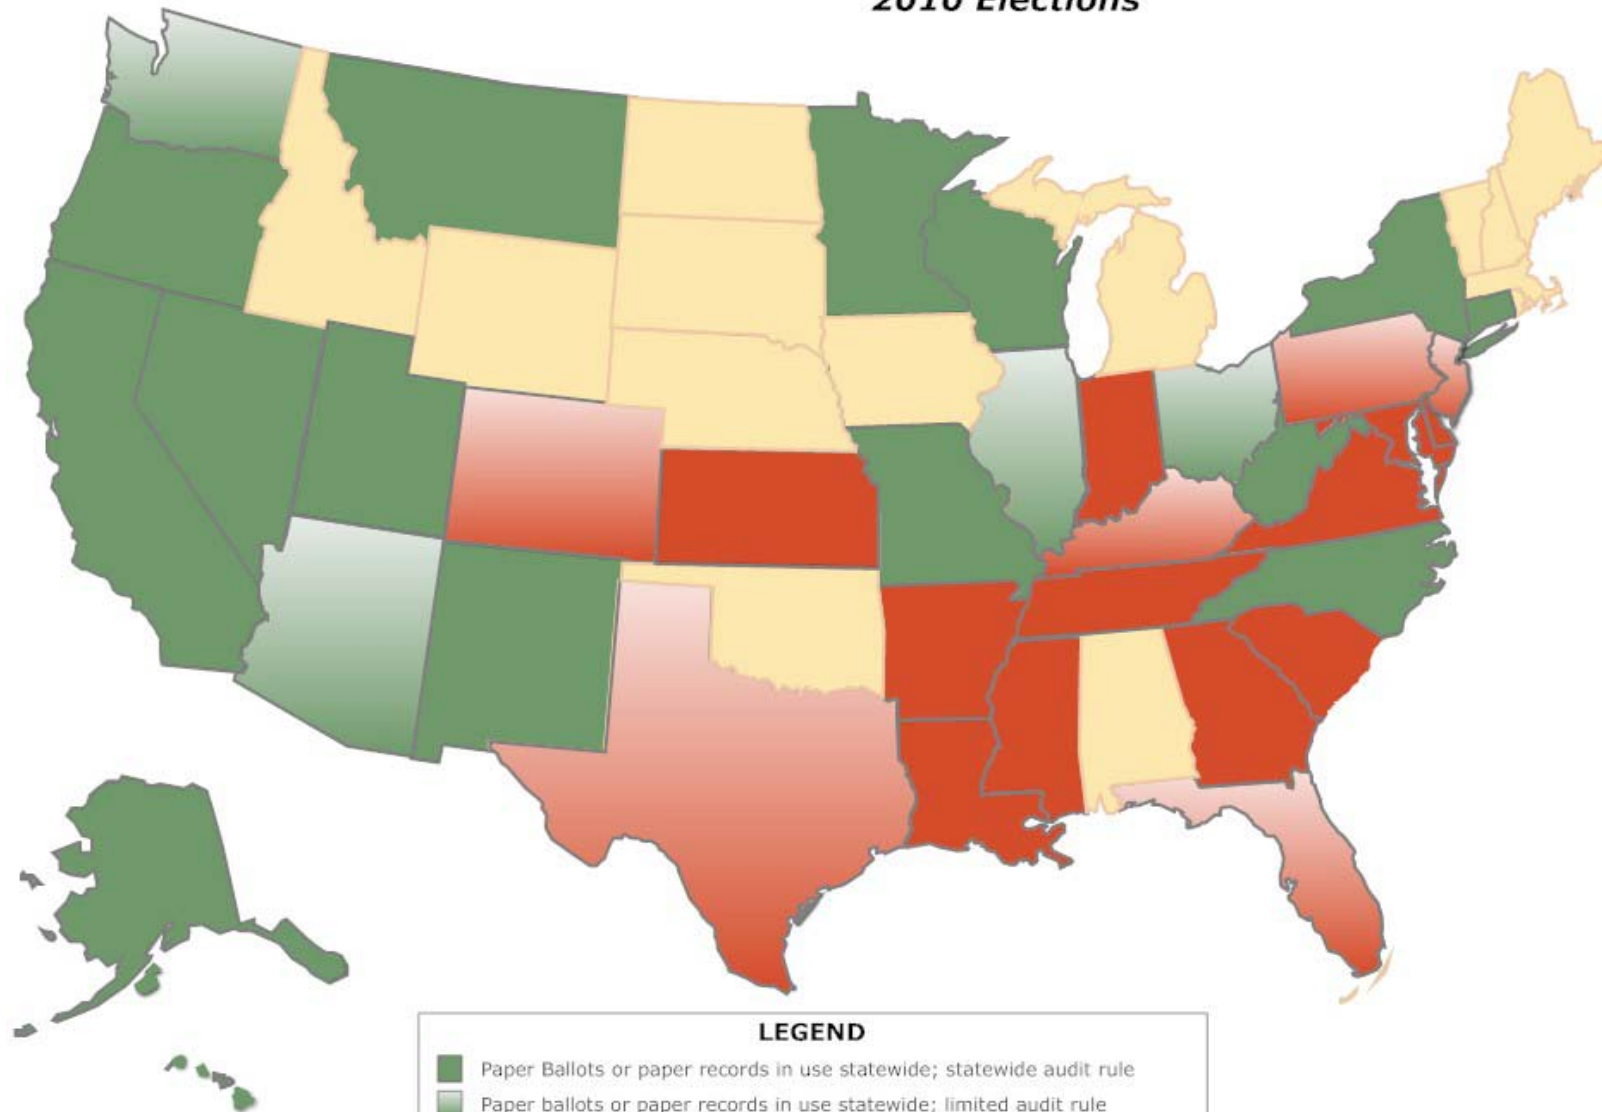 2010 Elections
LEGEND
Paper Ballots or paper records in use statewide; statewide audit rule
Paper ballots or paper records in use statewide; limited audit rule